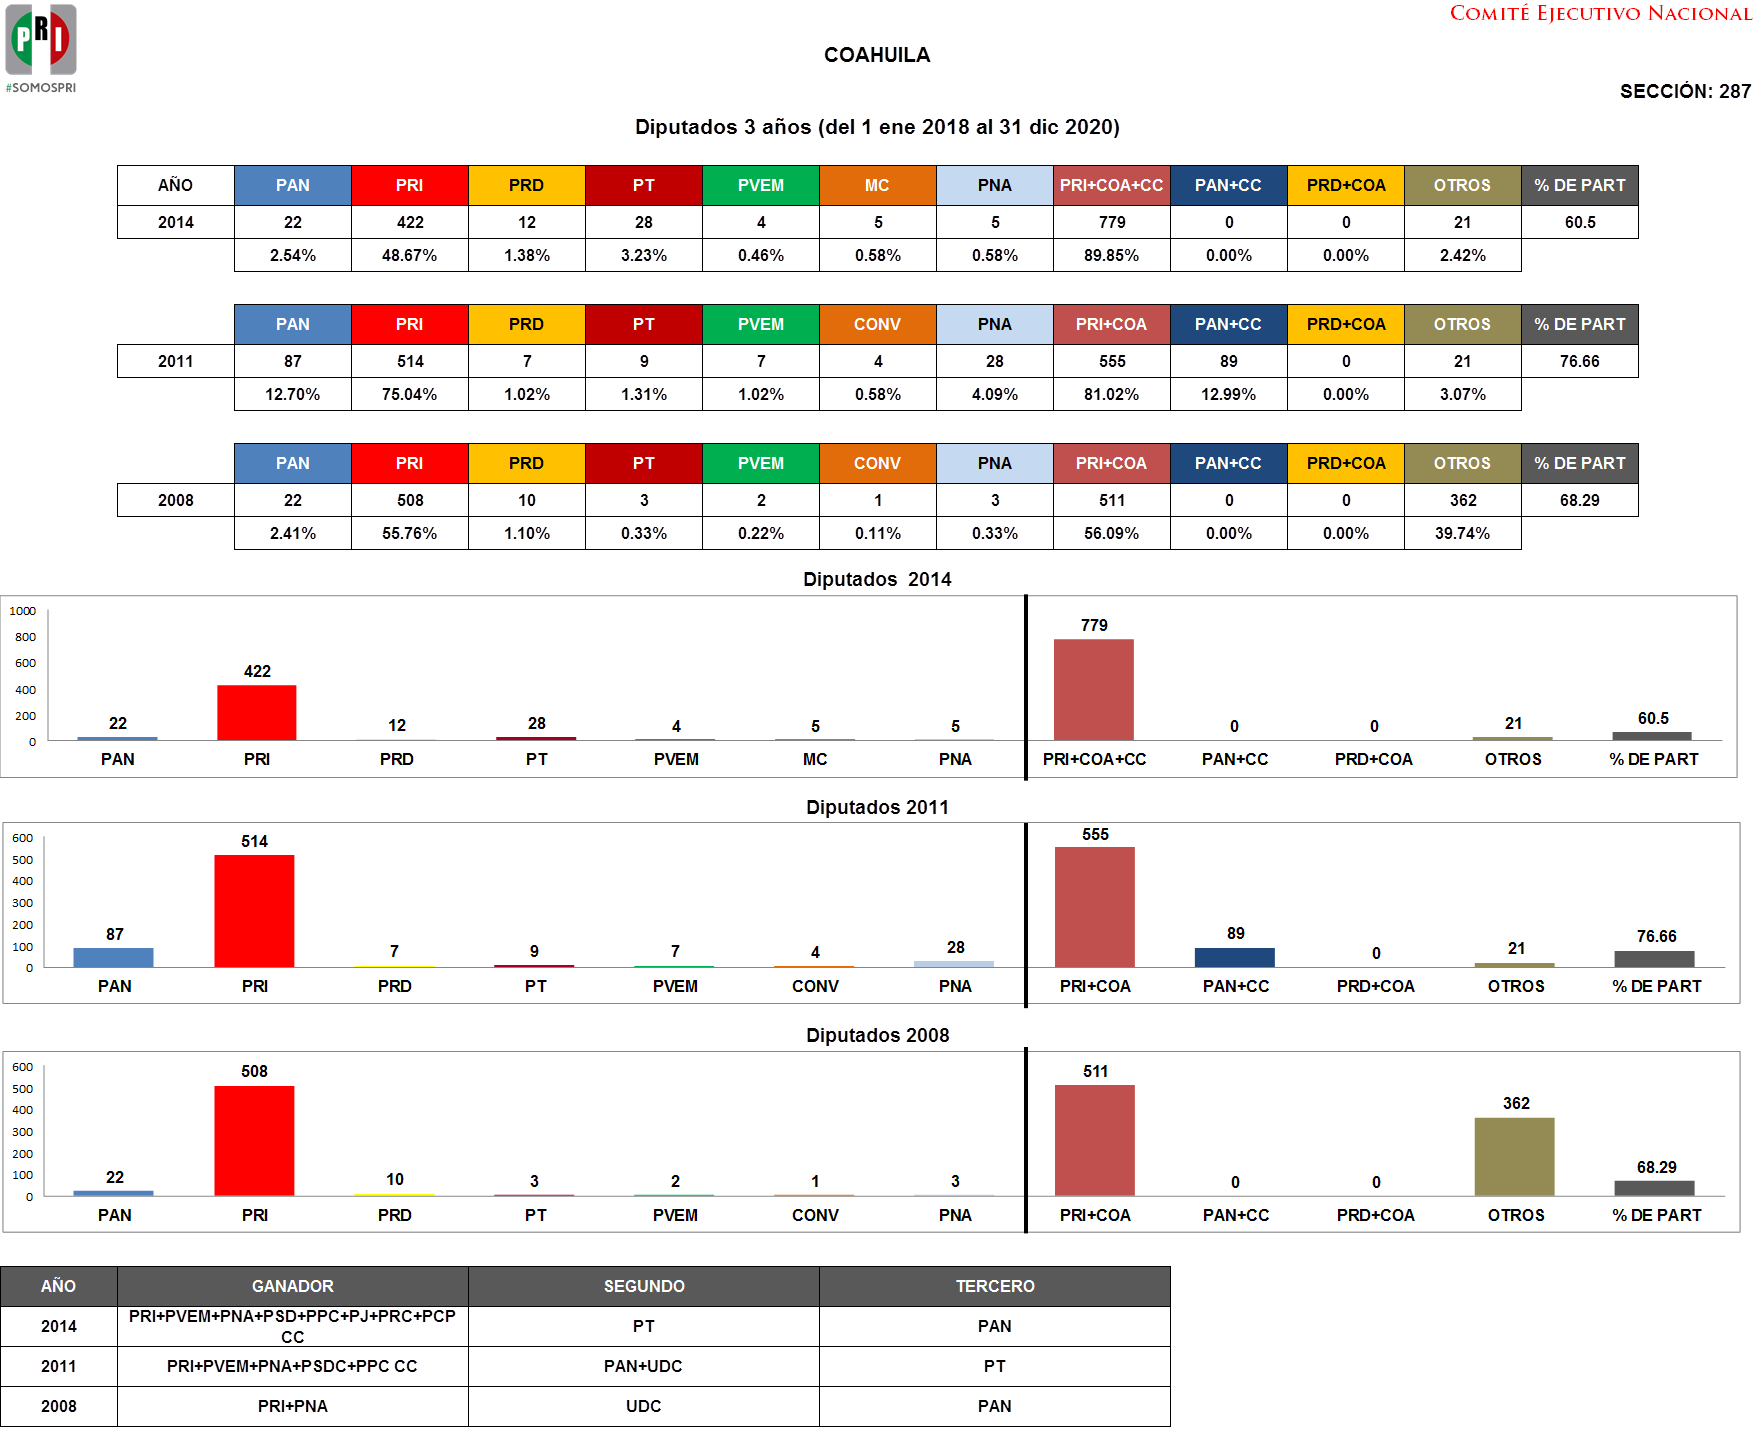 COMITÉ EJECUTIVO NACIONAL
PRI
#SOMOSPRI
COAHUILA
SECCIÓN: 287
Diputados 3 años (del 1 ene 2018 al 31 dic 2020)
AÑO PAN PRI PRD PT PVEM MC PNA PRI+COA+CC PAN+CC PRD+COA OTROS % DE PART
2014 22 422 12 28 4 5 5 779 0 0 21 60.5
2.54% 48.67% 1.38% 3.23% 0.46% 0.58% 0.58% 89.85% 0.00% 0.00% 2.42%
PAN PRI PRD PT PVEM CONV PNA PRI+COA PAN+CC PRD+COA OTROS % DE PART
2011 87 514 7 9 7 4 28 555 89 0 21 76.66
12.70% 75.04% 1.02% 1.31% 1.02% 0.58% 4.09% 81.02% 12.99% 0.00% 3.07%
PAN PRI PRD PT PVEM CONV PNA PRI+COA PAN+CC PRD+COA OTROS % DE PART
2008 22 508 10 3 2 1 3 511 0 0 362 68.29
2.41% 55.76% 1.10% 0.33% 0.22% 0.11% 0.33% 56.09% 0.00% 0.00% 39.74%
Diputados 2014
1000
800
600
400
200
0
22 422 12 28 4 5 5 779 0 0 21 60.5
PAN PRI PRD PT PVEM MC PNA PRI+COA+CC PAN+CC PRD+COA OTROS % DE PART
Diputados 2011
600
500
400
300
200
100
0
87 514 7 9 7 4 28 555 89 0 21 76.66
PAN PRI PRD PT PVEM CONV PNA PRI+COA PAN+CC PRD+COA OTROS % DE PART
Diputados 2008
600
500
400
300
200
100
0
22 508 10 3 2 1 3 511 0 0 362 68.29
PAN PRI PRD PT PVEM CONV PNA PRI+COA PAN+CC PRD+COA OTROS % DE PART
AÑO GANADOR SEGUNDO TERCERO
2014 PRI+PVEM+PNA+PSD+PPC+PJ+PRC+PCP CC PT PAN
2011 PRI+PVEM+PNA+PSDC+PPC CC PAN+UDC PT
2008 PRI+PNA UDC PAN